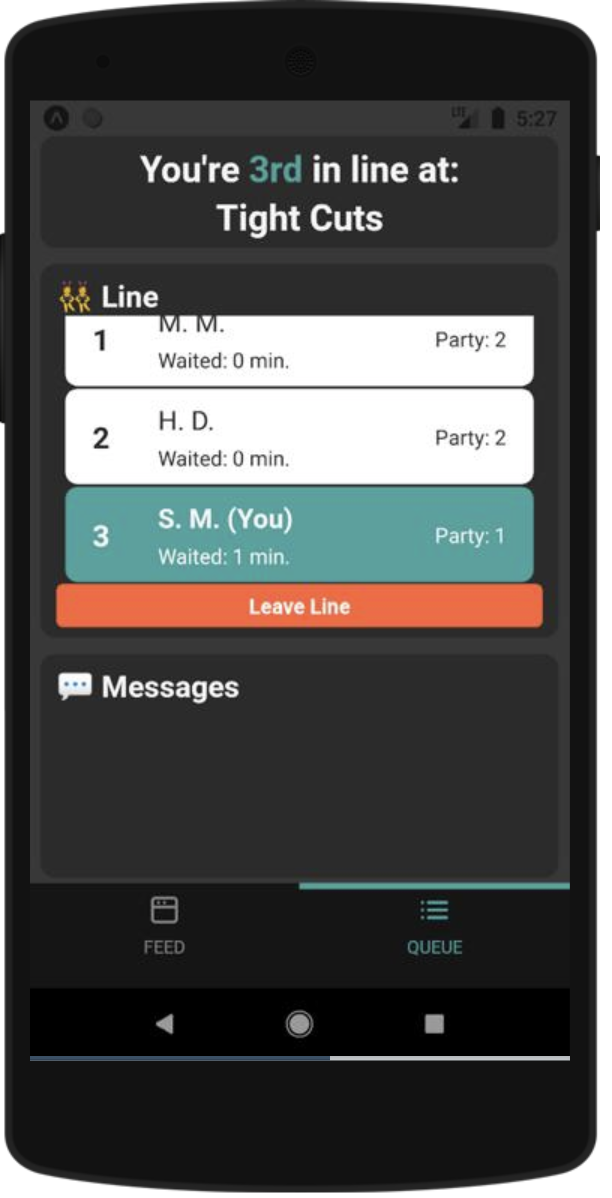 LTE 5:27
You're 3rd in line at:
Tight Cuts
Line
1 M. M. Party: 2
Waited: 0 min.
2 H. D. Party: 2
Waited: 0 min.
3 S. M. (You) Party: 1
Waited: 1 min.
Leave Line
Messages
FEED QUEUE